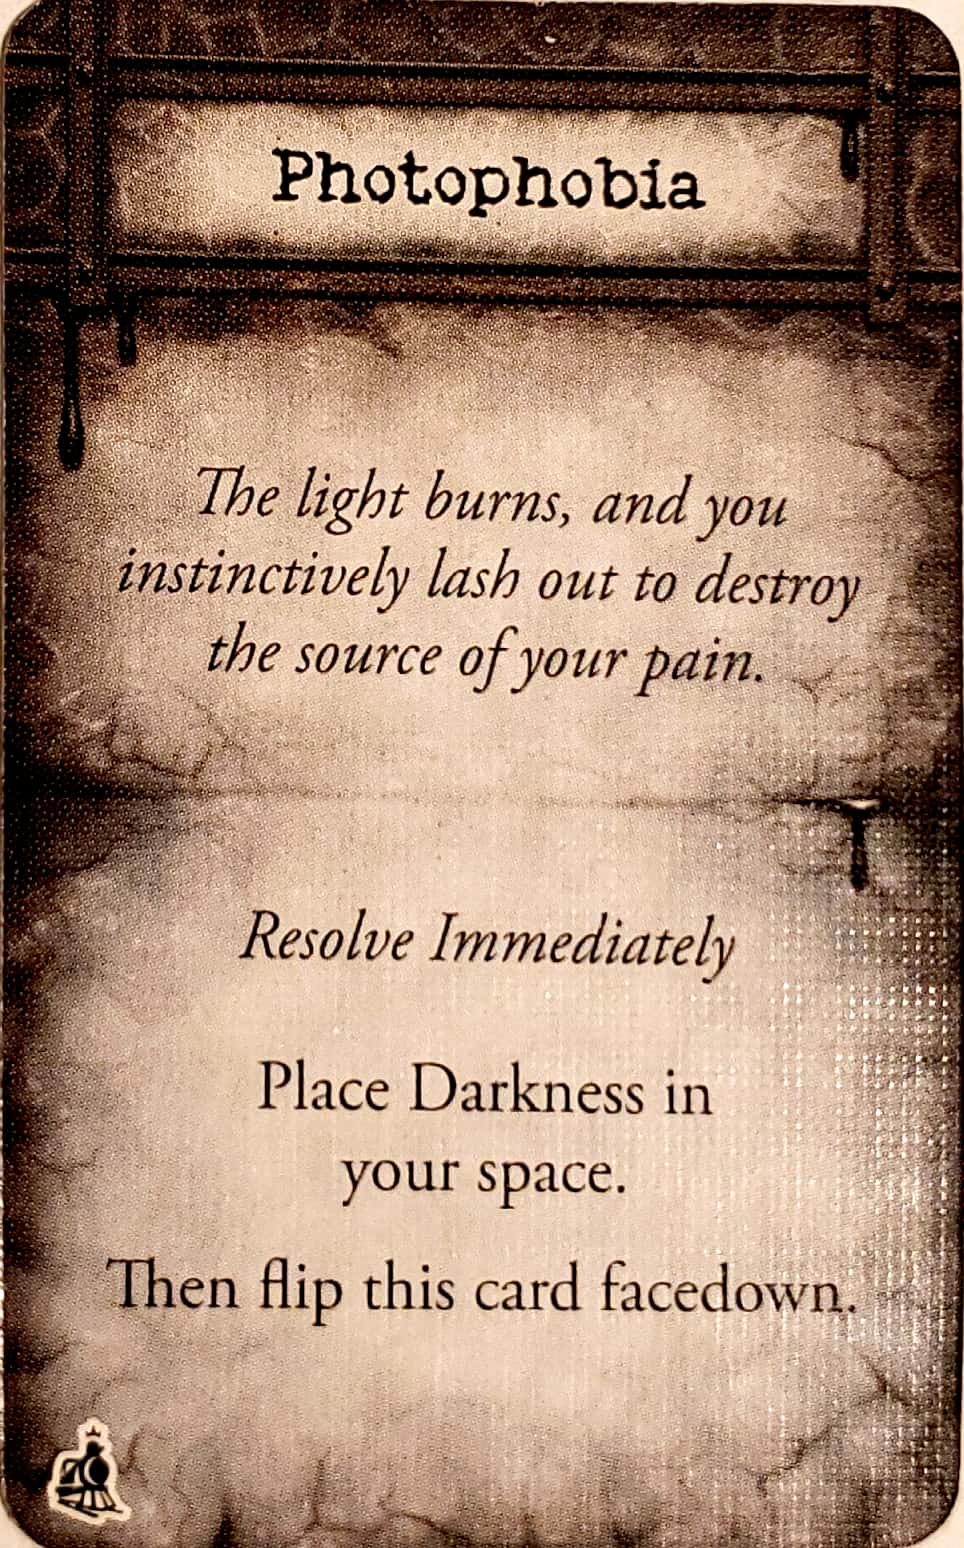 Photophobia
The light burns, and you
instinctively lash out to destroy
the source of your pain.
Resolve Immediately
Place Darkness in
your space.
Then flip this card facedown.